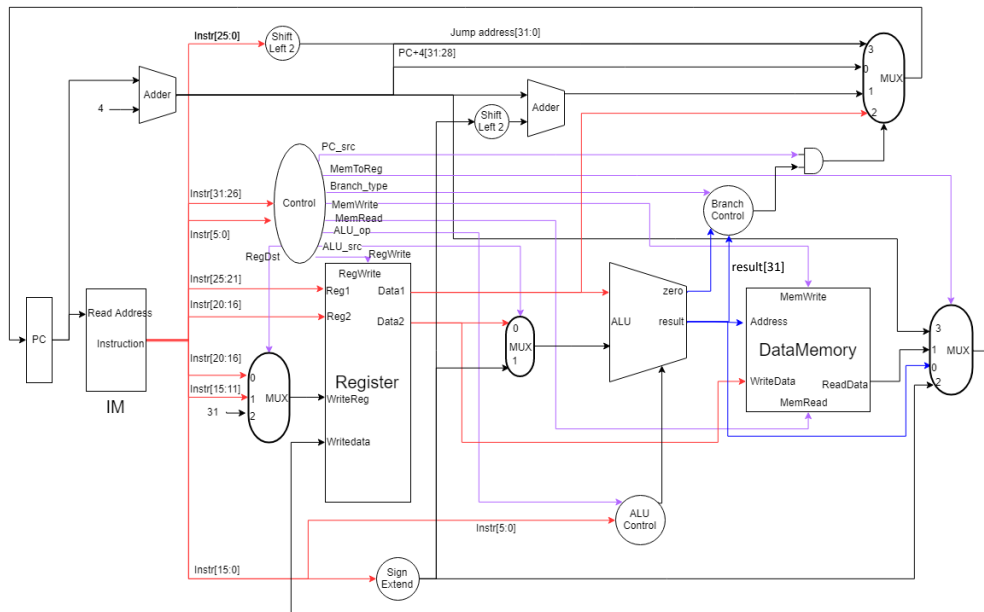 Instr[25:0]
Shift
Left 2
Jump address[31:0]
PC+4[31:28]
3
0
MUX
1
2
Adder
4
Adder
Shift
Left 2
PC_src
MemToReg
Branch_type
MemWrite
MemRead
ALU_op
ALU_src
Control
Instr[31:26]
Instr[5:0]
RegDst
RegWrite
Branch
Control
result[31]
RegWrite
Instr[25:21]
Reg1
Data1
Instr[20:16]
Reg2
Data2
zero
result
ALU
0
MUX
1
MemWrite
Address
DataMemory
WriteData
ReadData
MemRead
3
1
MUX
0
2
PC
Read Address
Instruction
IM
Instr[20:16]
Instr[15:11]
31
0
1
MUX
2
Register
WriteReg
Writedata
ALU
Control
Instr[5:0]
Instr[15:0]
Sign
Extend